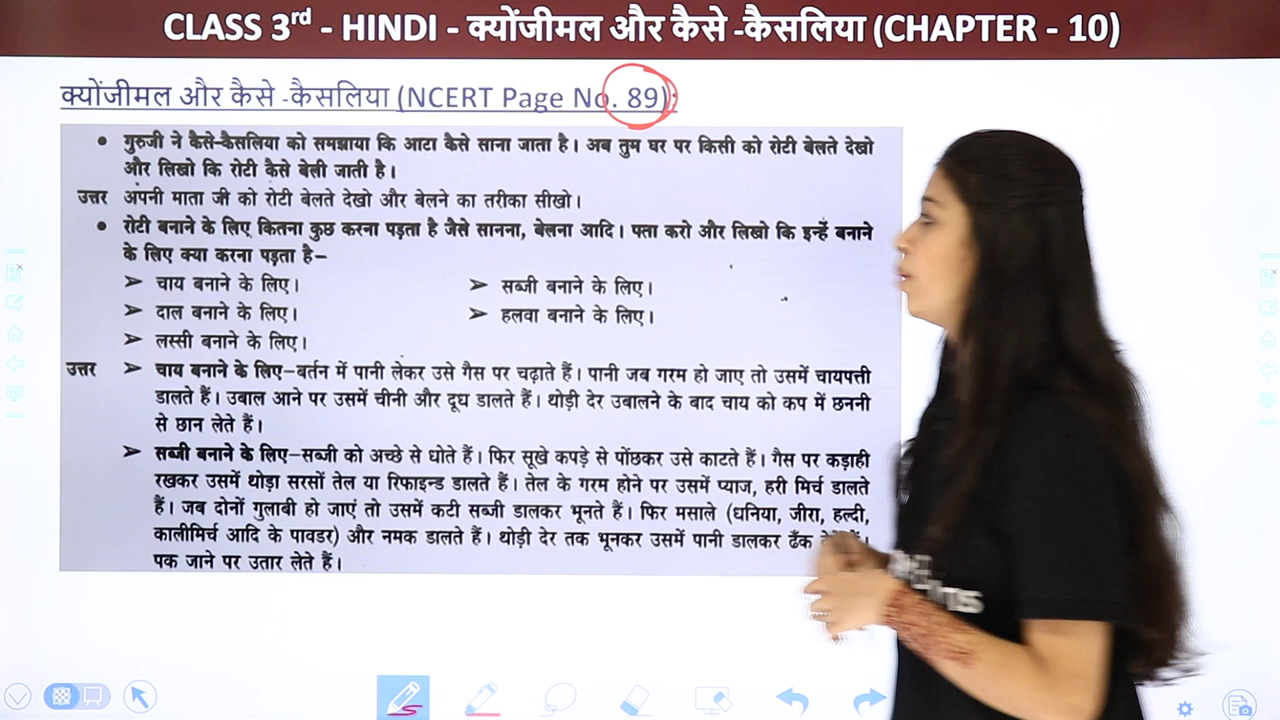 CLASS 3rd - HINDI - क्योंजीमल और कैसे -कैसलिया (CHAPTER - 10)
क्योंजीमल और कैसे -कैसलिया (NCERT Page No. 89):
• गुरुजी ने कैसे-कैसलिया को समझाया कि आटा कैसे साना जाता है। अब तुम घर पर किसी को रोटी बेलते देखो
और लिखो कि रोटी कैसे बेली जाती है।
उत्तर अपनी माता जी को रोटी बेलते देखो और बेलने का तरीका सीखो।
• रोटी बनाने के लिए कितना कुछ करना पड़ता है जैसे सानना, बेलना आदि। पता करो और लिखो कि इन्हें बनाने
के लिए क्या करना पड़ता है–
➢ चाय बनाने के लिए। ➢ सब्जी बनाने के लिए।
➢ दाल बनाने के लिए। ➢ हलवा बनाने के लिए।
➢ लस्सी बनाने के लिए।
उत्तर ➢ चाय बनाने के लिए–बर्तन में पानी लेकर उसे गैस पर चढ़ाते हैं। पानी जब गरम हो जाए तो उसमें चायपत्ती
डालते हैं। उबाल आने पर उसमें चीनी और दूध डालते हैं। थोड़ी देर उबालने के बाद चाय को कप में छननी
से छान लेते हैं।
➢ सब्जी बनाने के लिए–सब्जी को अच्छे से धोते हैं। फिर सूखे कपड़े से पोंछकर उसे काटते हैं। गैस पर कड़ाही
रखकर उसमें थोड़ा सरसों तेल या रिफाइन्ड डालते हैं। तेल के गरम होने पर उसमें प्याज, हरी मिर्च डालते
हैं। जब दोनों गुलाबी हो जाएं तो उसमें कटी सब्जी डालकर भूनते हैं। फिर मसाले (धनिया, जीरा, हल्दी,
कालीमिर्च आदि के पावडर) और नमक डालते हैं। थोड़ी देर तक भूनकर उसमें पानी डालकर ढँक
पक जाने पर उतार लेते हैं।